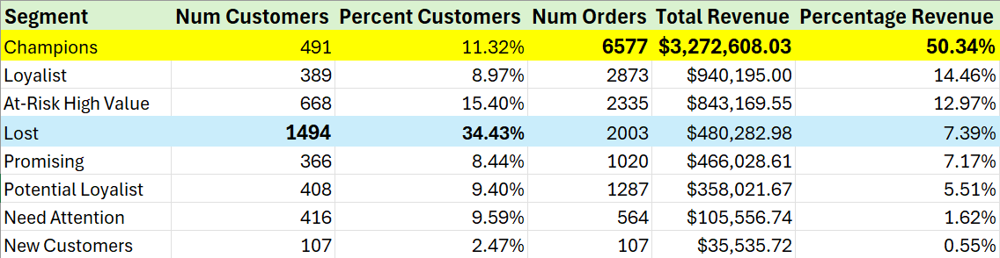 Segment Num Customers Percent Customers Num Orders Total Revenue Percentage Revenue
Champions 491 11.32% 6577 $3,272,608.03 50.34%
Loyalist 389 8.97% 2873 $940,195.00 14.46%
At-Risk High Value 668 15.40% 2335 $843,169.55 12.97%
Lost 1494 34.43% 2003 $480,282.98 7.39%
Promising 366 8.44% 1020 $466,028.61 7.17%
Potential Loyalist 408 9.40% 1287 $358,021.67 5.51%
Need Attention 416 9.59% 564 $105,556.74 1.62%
New Customers 107 2.47% 107 $35,535.72 0.55%